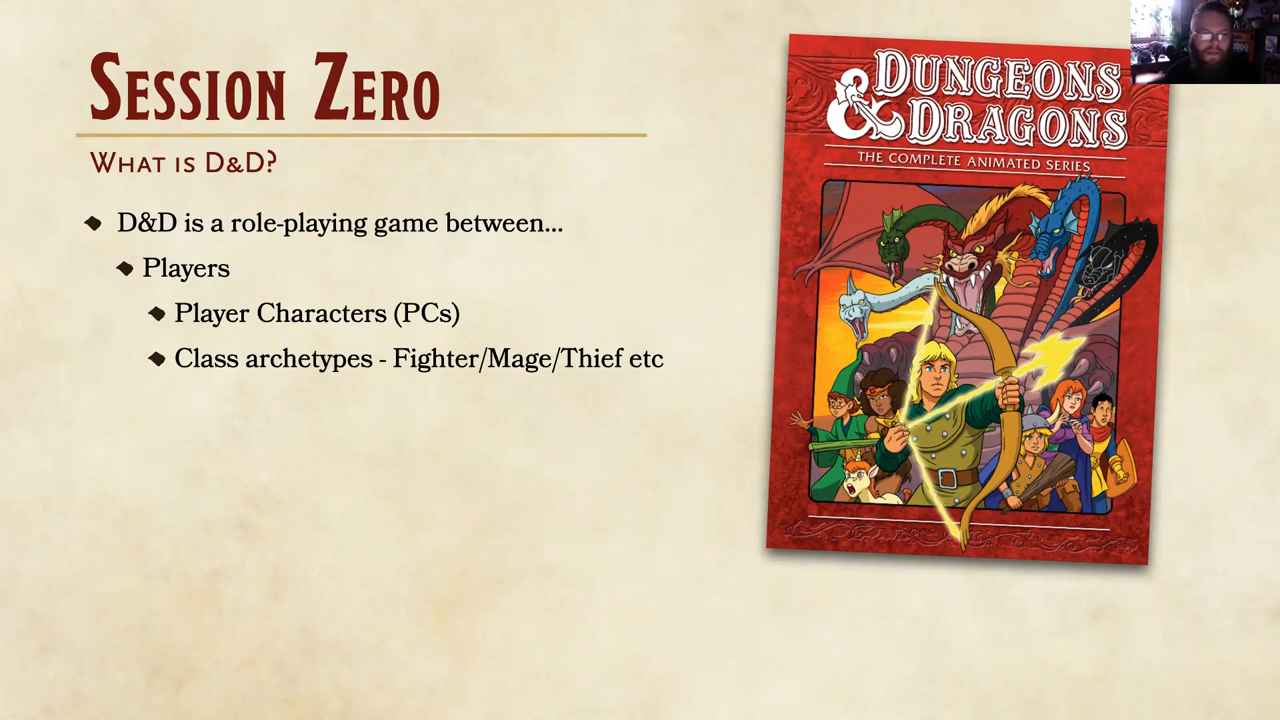 Session Zero
What is D&D?
D&D is a role-playing game between...
Players
Player Characters (PCs)
Class archetypes - Fighter/Mage/Thief etc
DUNGEONS
& DRAGONS
THE COMPLETE ANIMATED SERIES